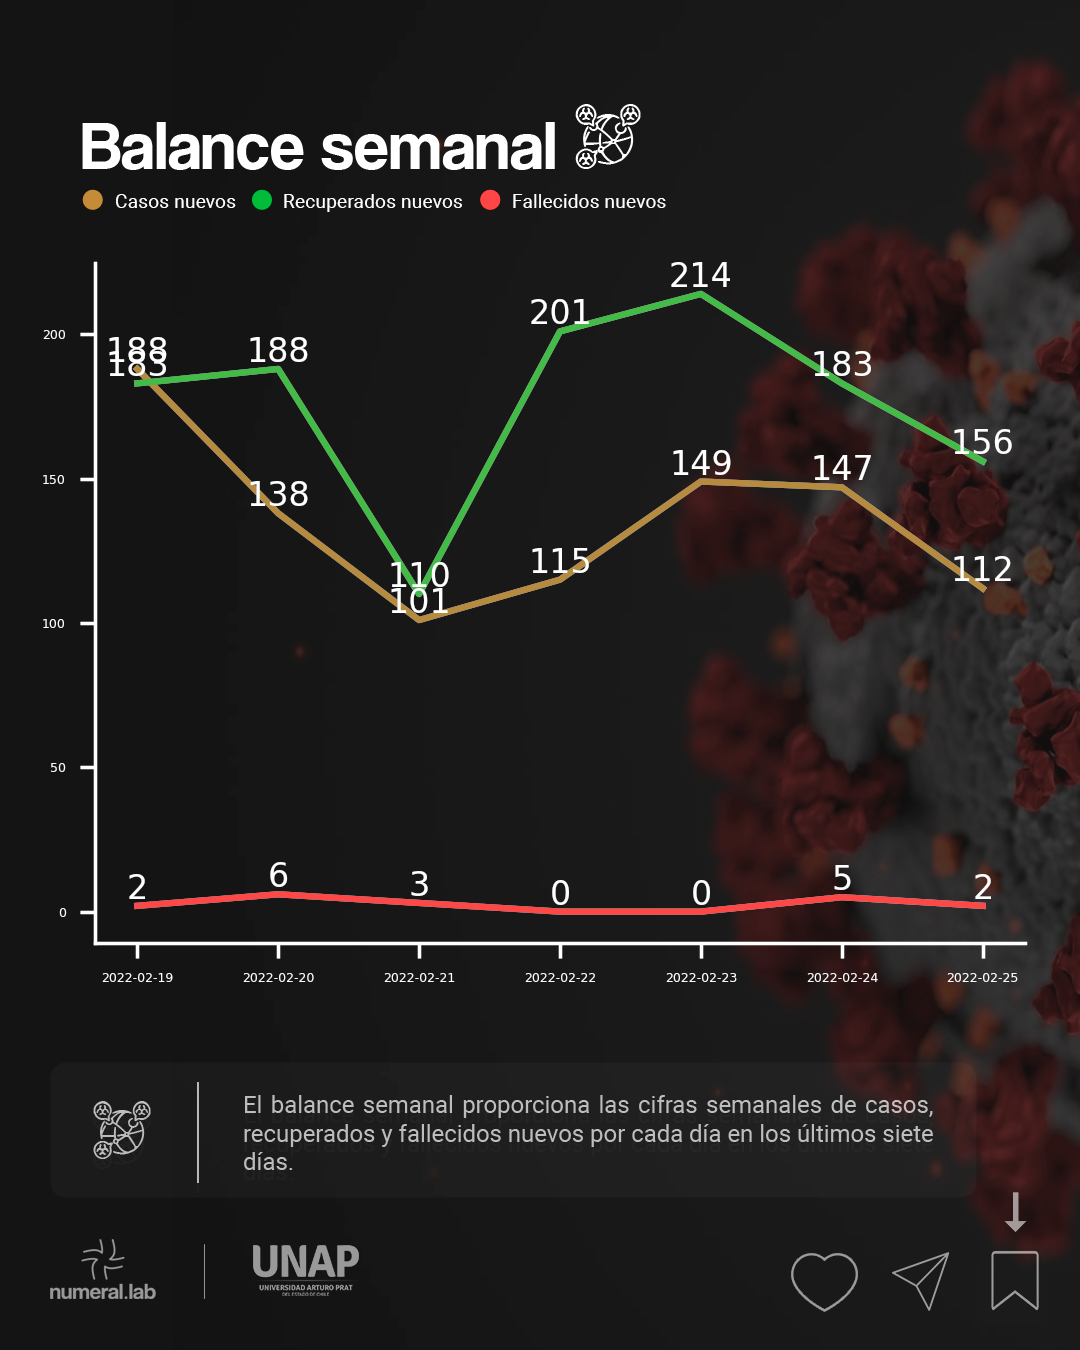 Balance semanal
Casos nuevos Recuperados nuevos Fallecidos nuevos
214
201
200
188
183
188
183
156
150
149
147
138
110
115
112
101
100
50
2 6 3 0 0 5 2
0
2022-02-19 2022-02-20 2022-02-21 2022-02-22 2022-02-23 2022-02-24 2022-02-25
El balance semanal proporciona las cifras semanales de casos,
recuperados y fallecidos nuevos por cada día en los últimos siete
días.
numeral.lab
UNAP
UNIVERSIDAD ARTURO PRAT
DEL ESTADO DE CHILE